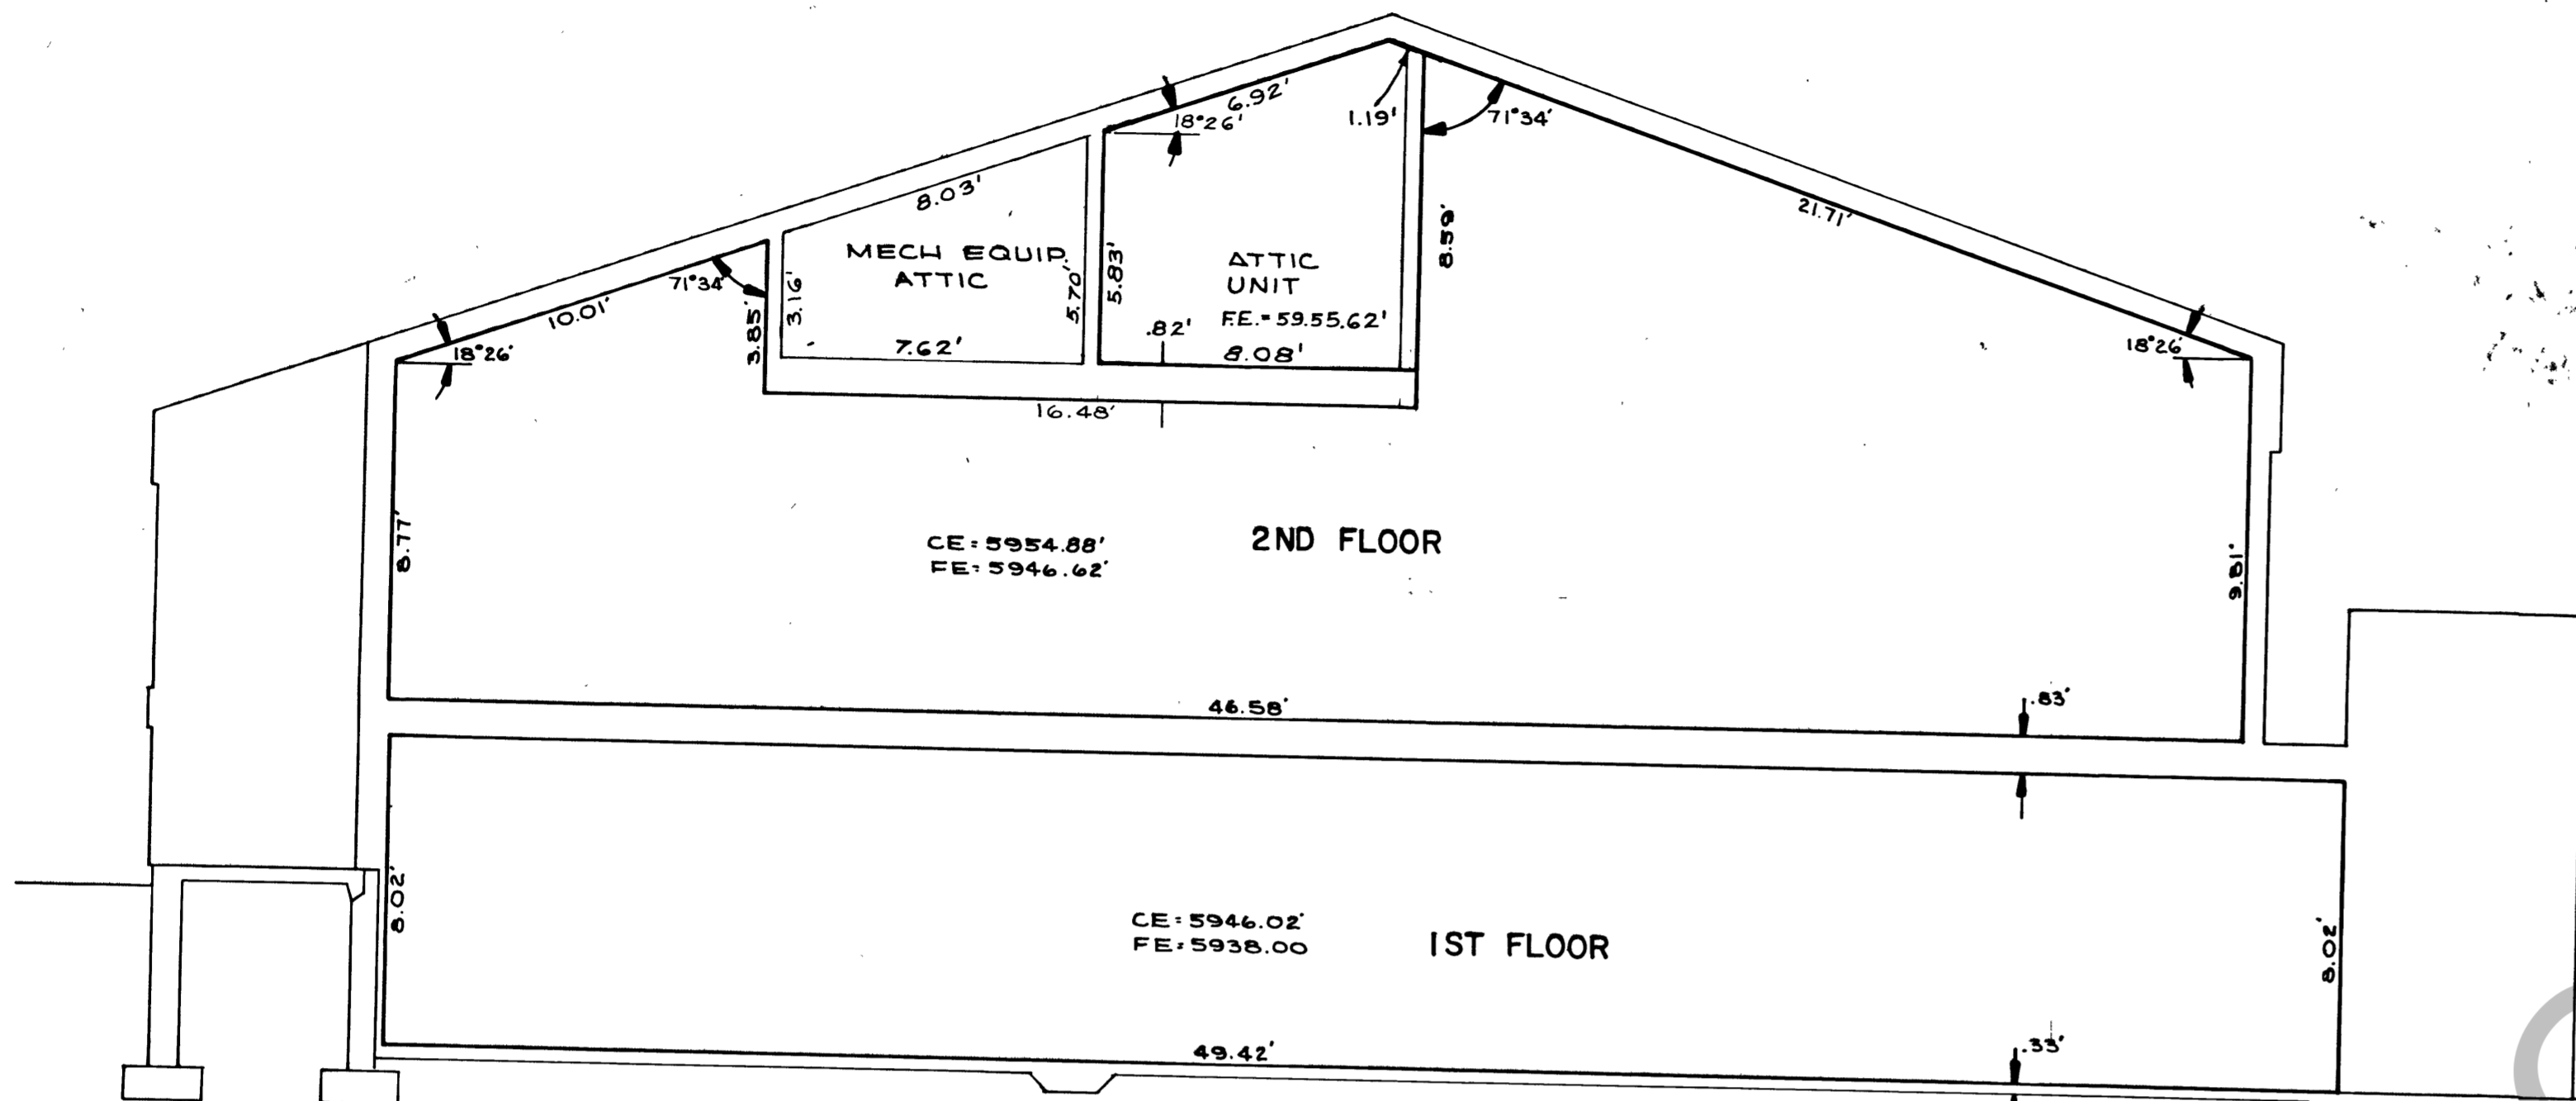 6.92'
18°26'
1.19'
71°34'
8.03'
21.71'
MECH EQUIP.
ATTIC
71°34'
3.16'
5.70'
5.83'
ATTIC
UNIT
F.E.=59.55.62'
8.59'
10.01'
3.85'
18°26'
7.62'
.82'
8.08'
18°26'
16.48'
8.77'
CE=5954.88'
FE=5946.62'
2ND FLOOR
9.81'
46.58'
.83'
8.02'
CE=5946.02'
FE=5938.00
1ST FLOOR
8.02'
49.42'
.33'